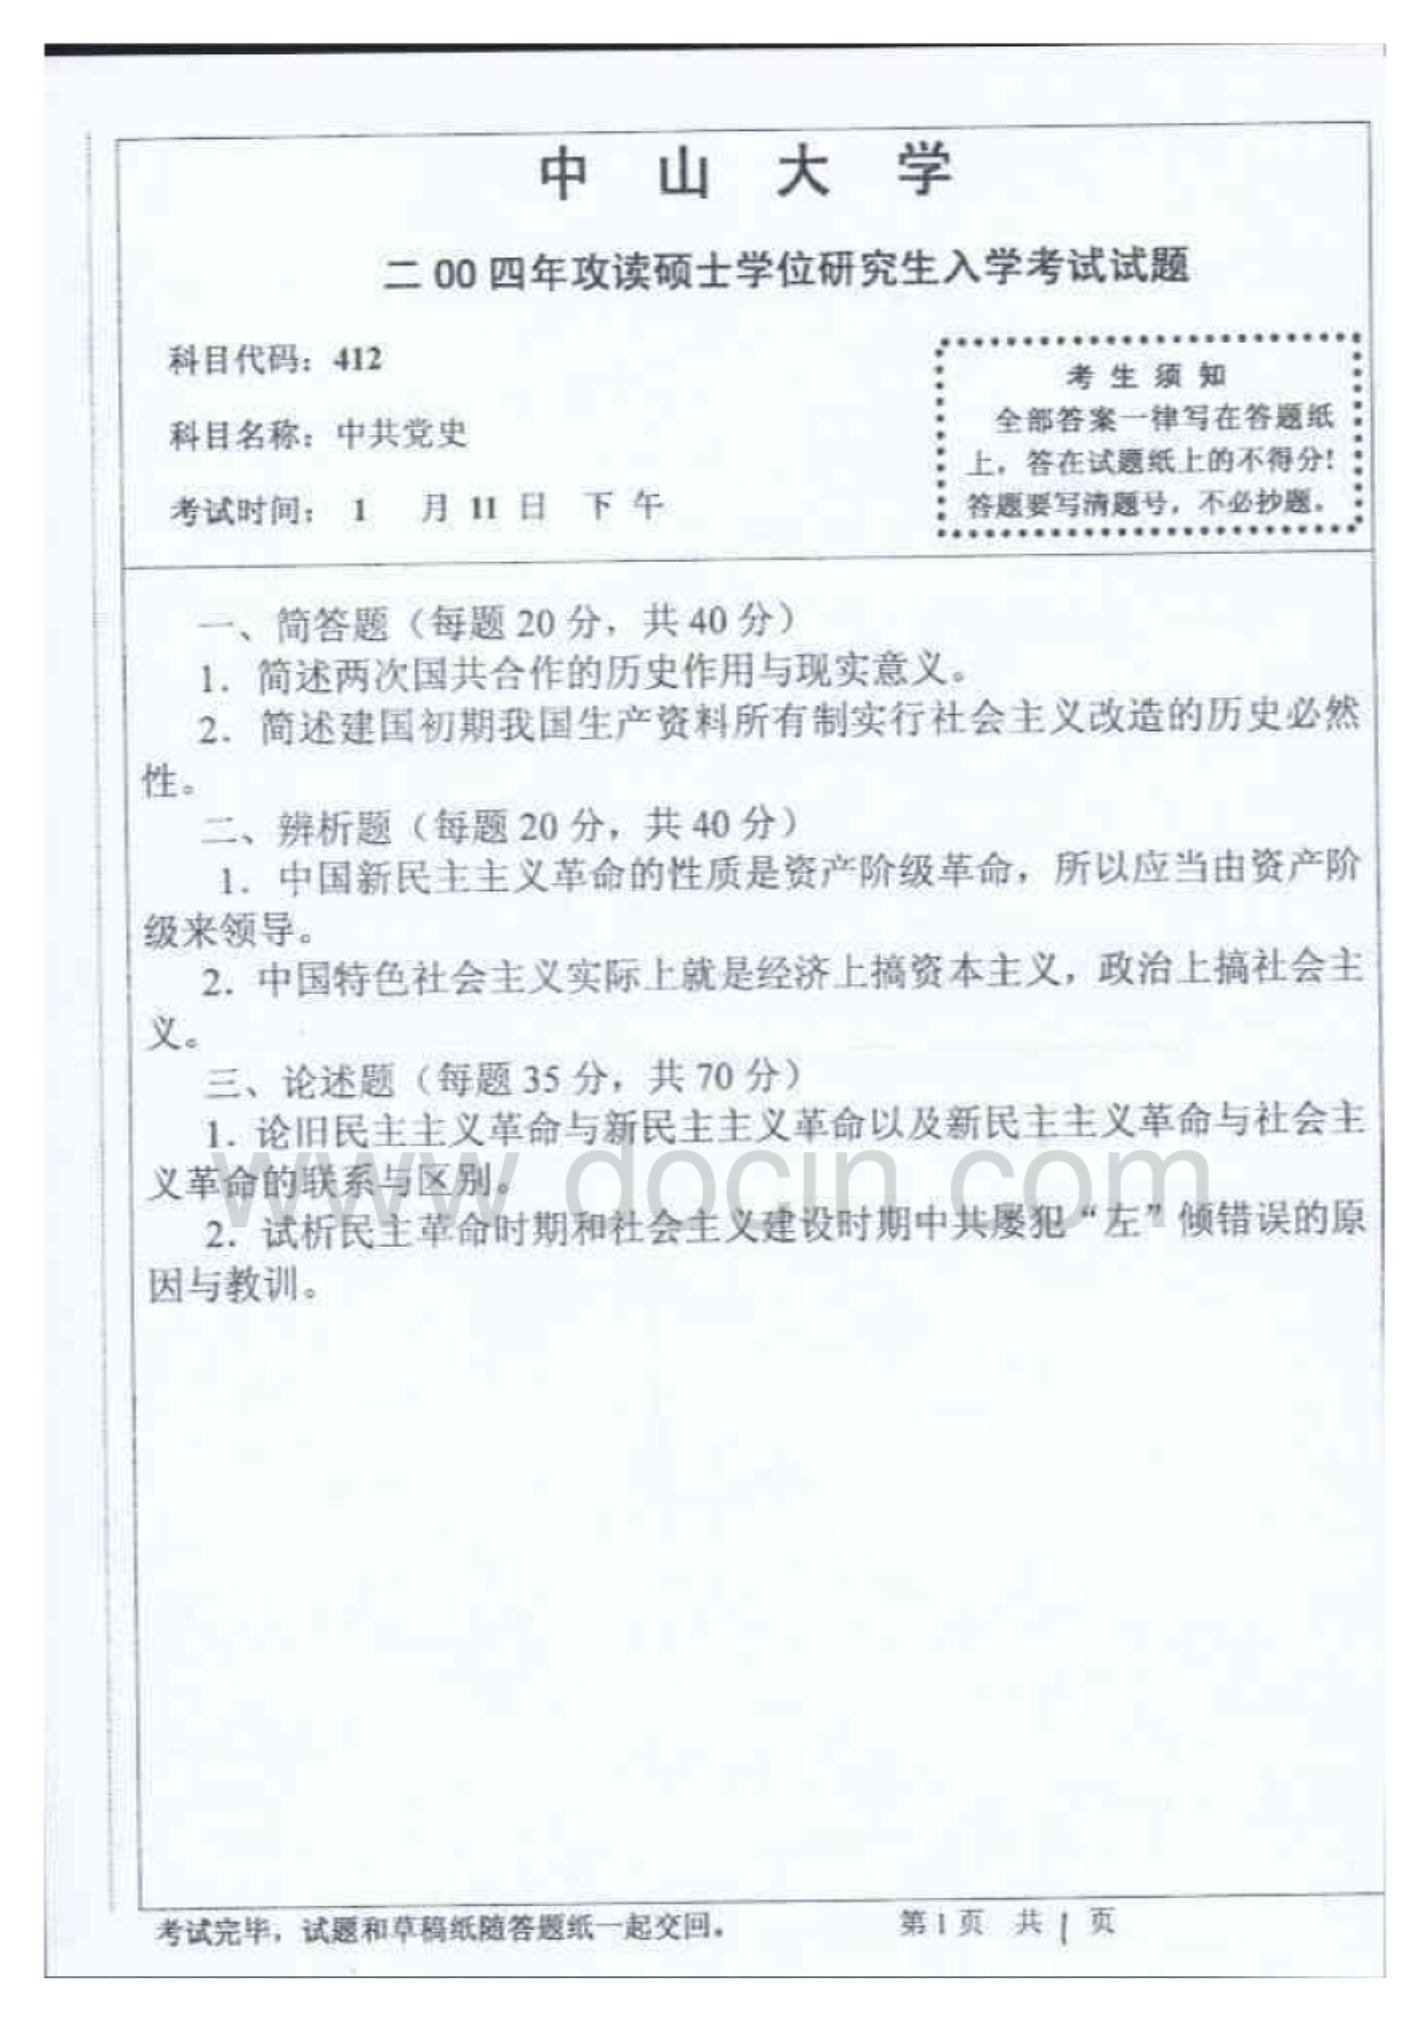 中 山 大 学
二00四年攻读硕士学位研究生入学考试试题
科目代码：412
科目名称：中共党史
考试时间： 1 月 11 日 下 午
考 生 须 知
全部答案一律写在答题纸
上，答在试题纸上的不得分！
答题要写清题号，不必抄题。
一、简答题（每题 20 分，共 40 分）
1．简述两次国共合作的历史作用与现实意义。
2．简述建国初期我国生产资料所有制实行社会主义改造的历史必然
性。
二、辨析题（每题 20 分，共 40 分）
1．中国新民主主义革命的性质是资产阶级革命，所以应当由资产阶
级来领导。
2．中国特色社会主义实际上就是经济上搞资本主义，政治上搞社会主
义。
三、论述题（每题 35 分，共 70 分）
1．论旧民主主义革命与新民主主义革命以及新民主主义革命与社会主
义革命的联系与区别。
www.docin.com
2．试析民主革命时期和社会主义建设时期中共屡犯“左”倾错误的原
因与教训。
考试完毕，试题和草稿纸随答题纸一起交回。 第 1 页 共 1 页